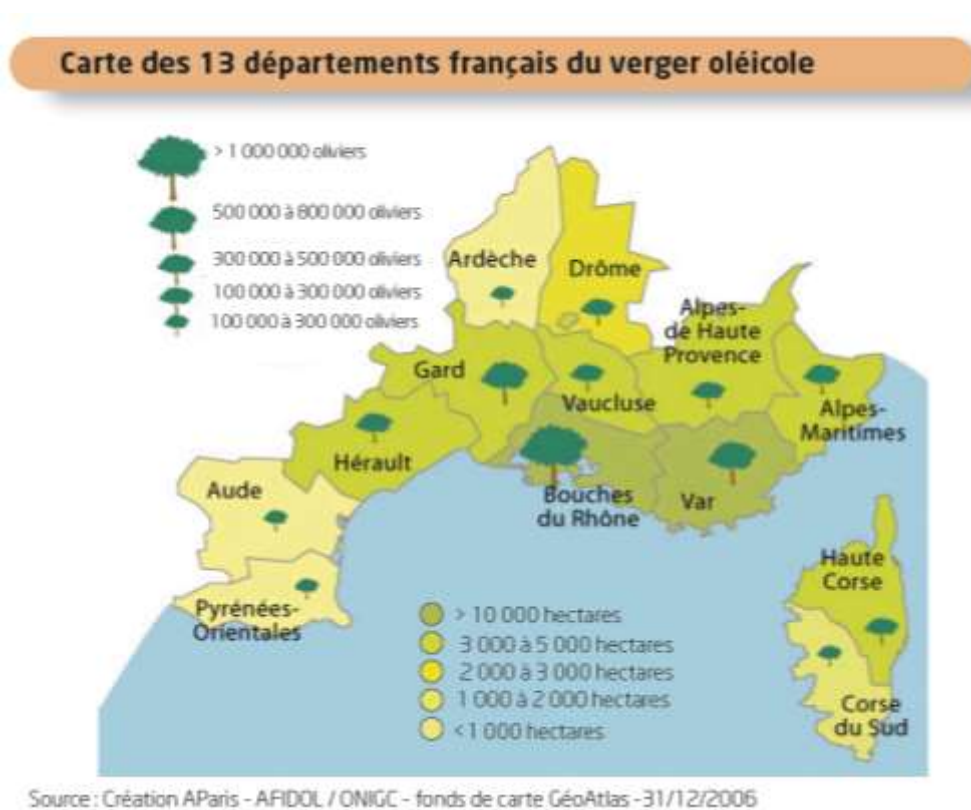 Carte des 13 départements français du verger oléicole
> 1 000 000 oliviers
500 000 à 800 000 oliviers
300 000 à 500 000 oliviers
100 000 à 300 000 oliviers
100 000 à 300 000 oliviers
Ardèche
Drôme
Alpes-
de Haute
Provence
Gard
Vaucluse
Alpes-
Maritimes
Hérault
Aude
Bouches
du Rhône
Var
Haute
Corse
Pyrénées-
Orientales
> 10 000 hectares
3 000 à 5 000 hectares
2 000 à 3 000 hectares
1 000 à 2 000 hectares
<1 000 hectares
Corse
du Sud
Source : Création AParis - AFIDOL / ONIGC - fonds de carte GéoAtlas - 31/12/2006